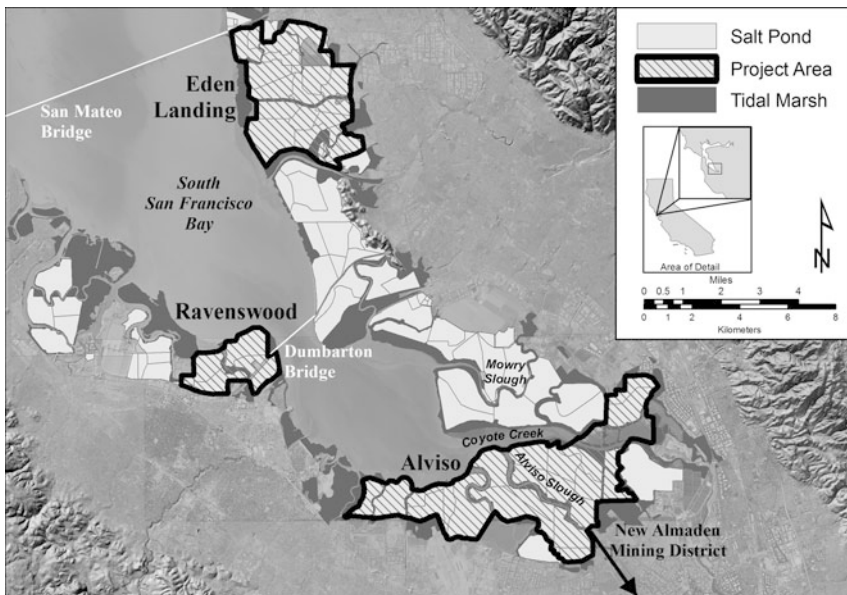 Eden
Landing
San Mateo
Bridge
South
San Francisco
Bay
Ravenswood
Dumbarton
Bridge
Mowry
Slough
Coyote Creek
Alviso
Alviso Slough
New Almaden
Mining District
Salt Pond
Project Area
Tidal Marsh
Area of Detail
N
Miles
0 0.5 1 2 3 4
0 1 2 4 6 8
Kilometers